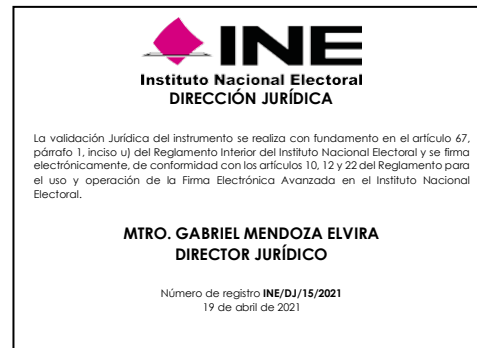 INE
Instituto Nacional Electoral
DIRECCIÓN JURÍDICA
La validación Jurídica del instrumento se realiza con fundamento en el artículo 67,
párrafo 1, inciso u) del Reglamento Interior del Instituto Nacional Electoral y se firma
electrónicamente, de conformidad con los artículos 10, 12 y 22 del Reglamento para
el uso y operación de la Firma Electrónica Avanzada en el Instituto Nacional
Electoral.
MTRO. GABRIEL MENDOZA ELVIRA
DIRECTOR JURÍDICO
Número de registro INE/DJ/15/2021
19 de abril de 2021